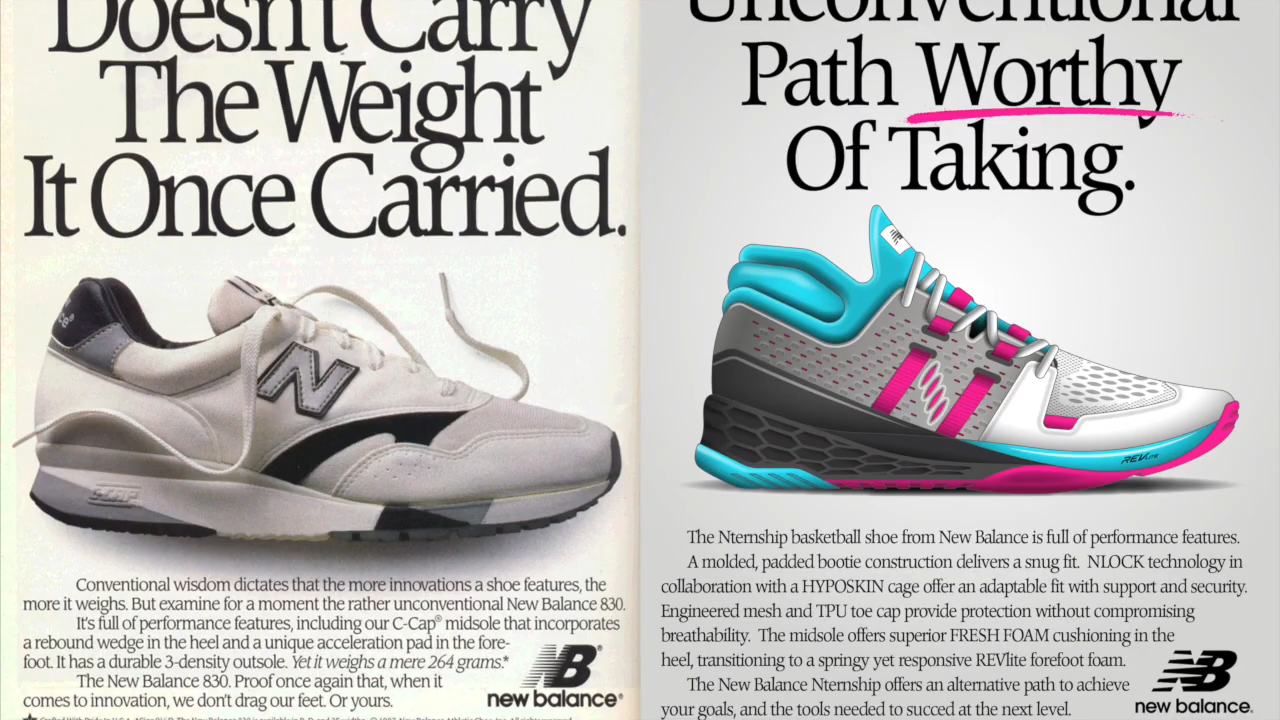 Doesn't Carry
The Weight
It Once Carried.
ce®
N
C-CAP
Conventional wisdom dictates that the more innovations a shoe features, the
more it weighs. But examine for a moment the rather unconventional New Balance 830.
It's full of performance features, including our C-Cap® midsole that incorporates
a rebound wedge in the heel and a unique acceleration pad in the fore-
foot. It has a durable 3-density outsole. Yet it weighs a mere 264 grams.*
The New Balance 830. Proof once again that, when it
comes to innovation, we don't drag our feet. Or yours.
NB®
new balance®
Unconventional
Path Worthy
Of Taking.
REVlite
The Nternship basketball shoe from New Balance is full of performance features.
A molded, padded bootie construction delivers a snug fit. NLOCK technology in
collaboration with a HYPOSKIN cage offer an adaptable fit with support and security.
Engineered mesh and TPU toe cap provide protection without compromising
breathability. The midsole offers superior FRESH FOAM cushioning in the
heel, transitioning to a springy yet responsive REVlite forefoot foam.
The New Balance Nternship offers an alternative path to achieve
your goals, and the tools needed to succed at the next level.
NB
new balance.